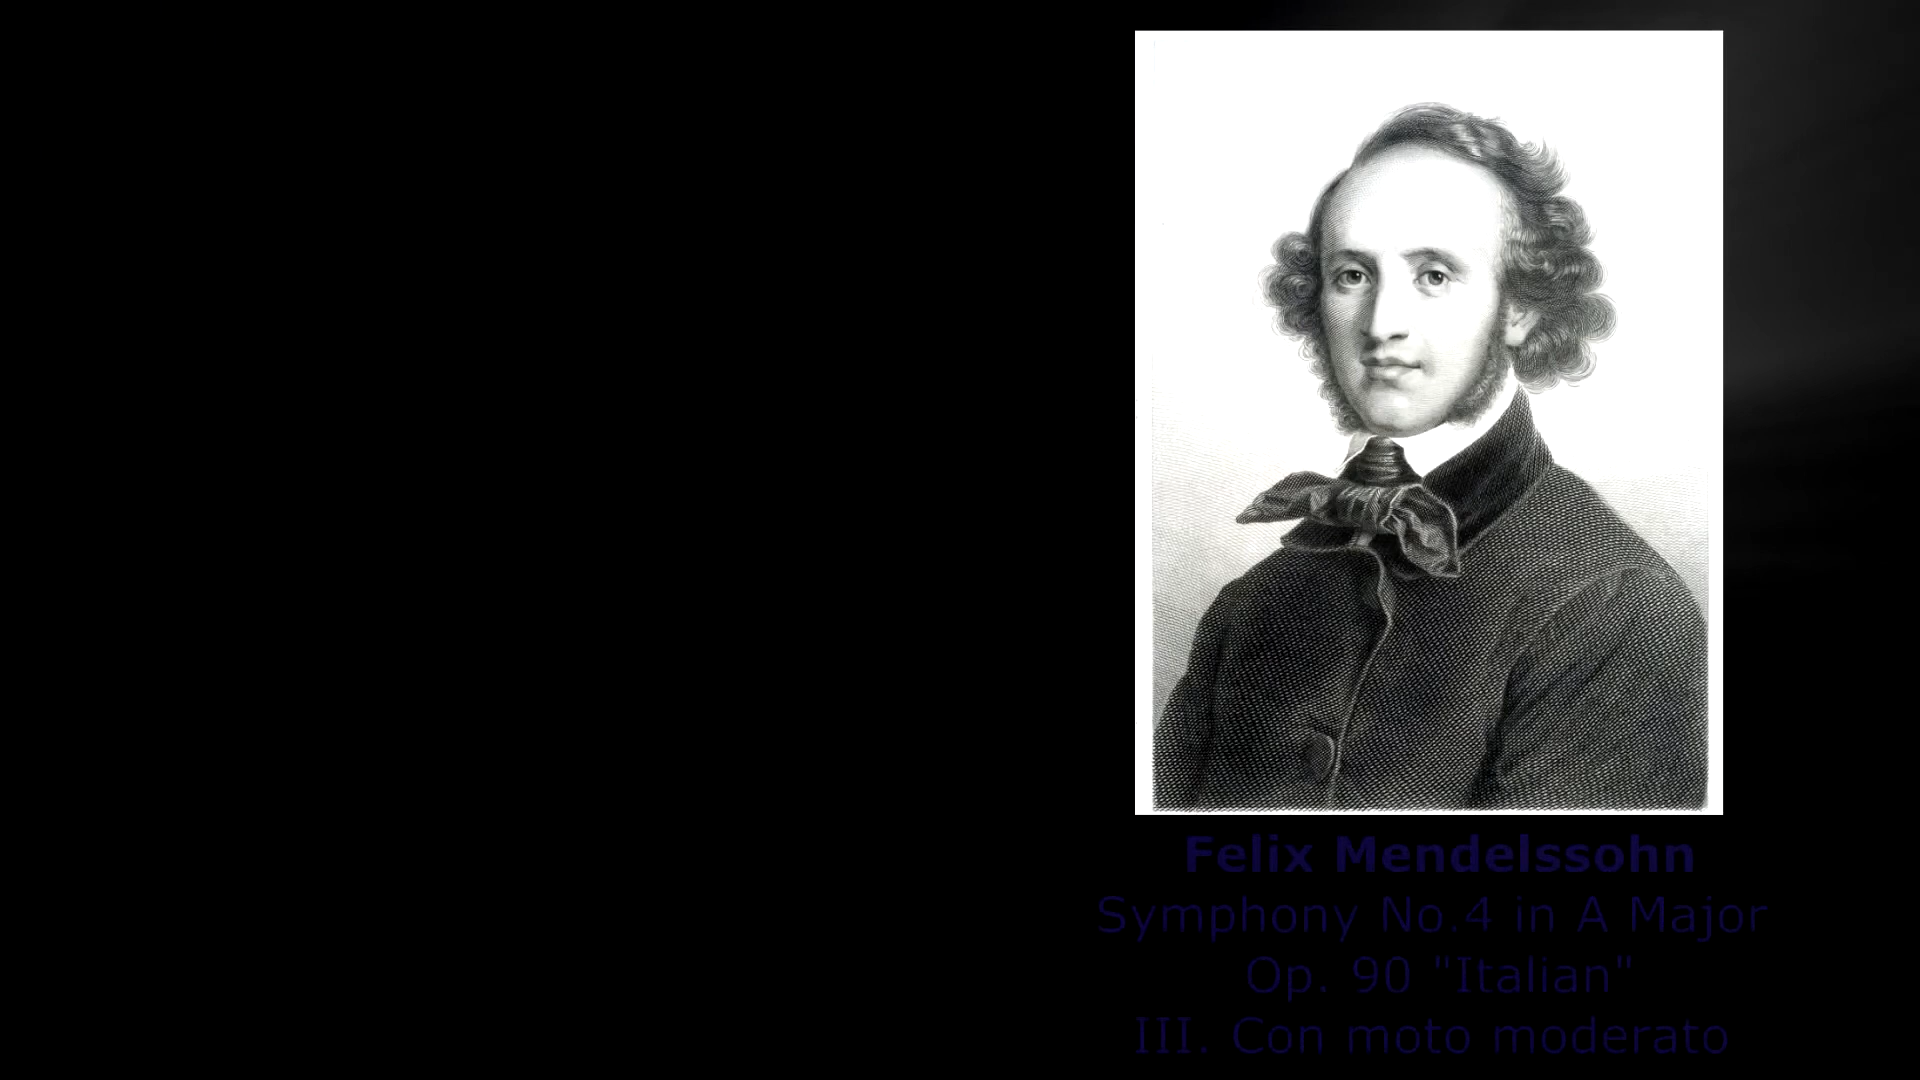 Felix Mendelssohn
Symphony No.4 in A Major
Op. 90 "Italian"
III. Con moto moderato